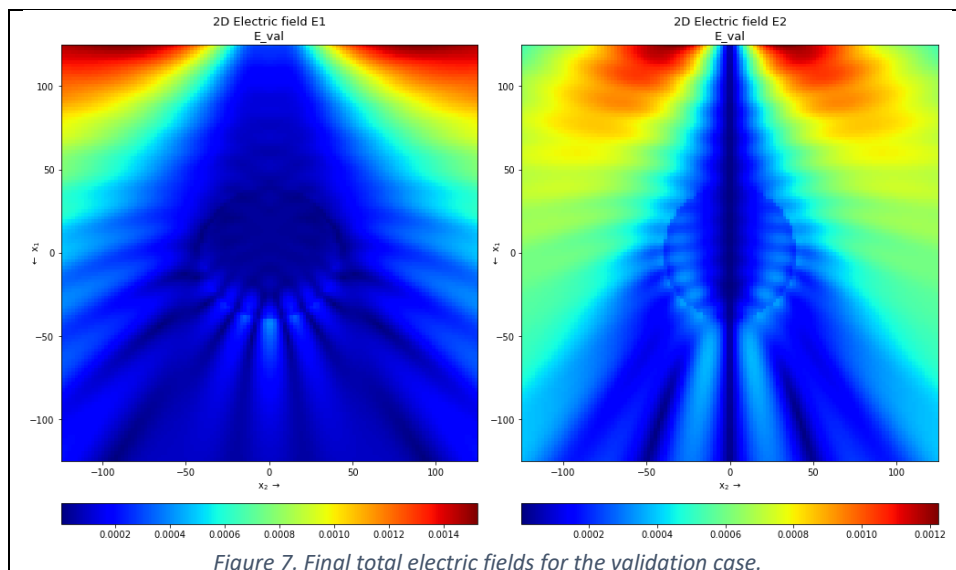 2D Electric field E1
E_val
100
50
0
−50
−100
← x₁
−100 −50 0 50 100
x₂ →
0.0002 0.0004 0.0006 0.0008 0.0010 0.0012 0.0014
2D Electric field E2
E_val
100
50
0
−50
−100
← x₁
−100 −50 0 50 100
x₂ →
0.0002 0.0004 0.0006 0.0008 0.0010 0.0012
Figure 7. Final total electric fields for the validation case.